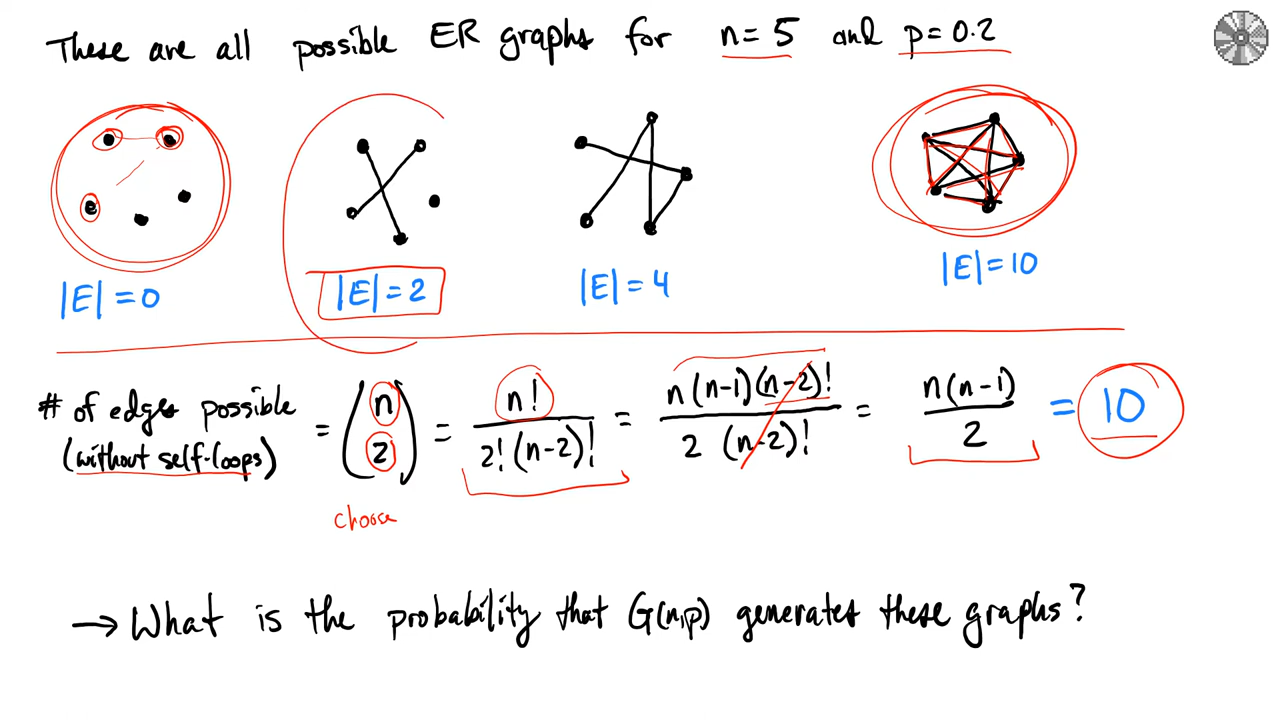 These are all possible ER graphs for n = 5 and p = 0.2
|E| = 0
|E| = 2
|E| = 4
|E| = 10
# of edges possible (without self-loops) = (n 2) = n! / 2! (n-2)! = n(n-1)(n-2)! / 2 (n-2)! = n(n-1) / 2 = 10
choose
→ What is the probability that G(n,p) generates these graphs?